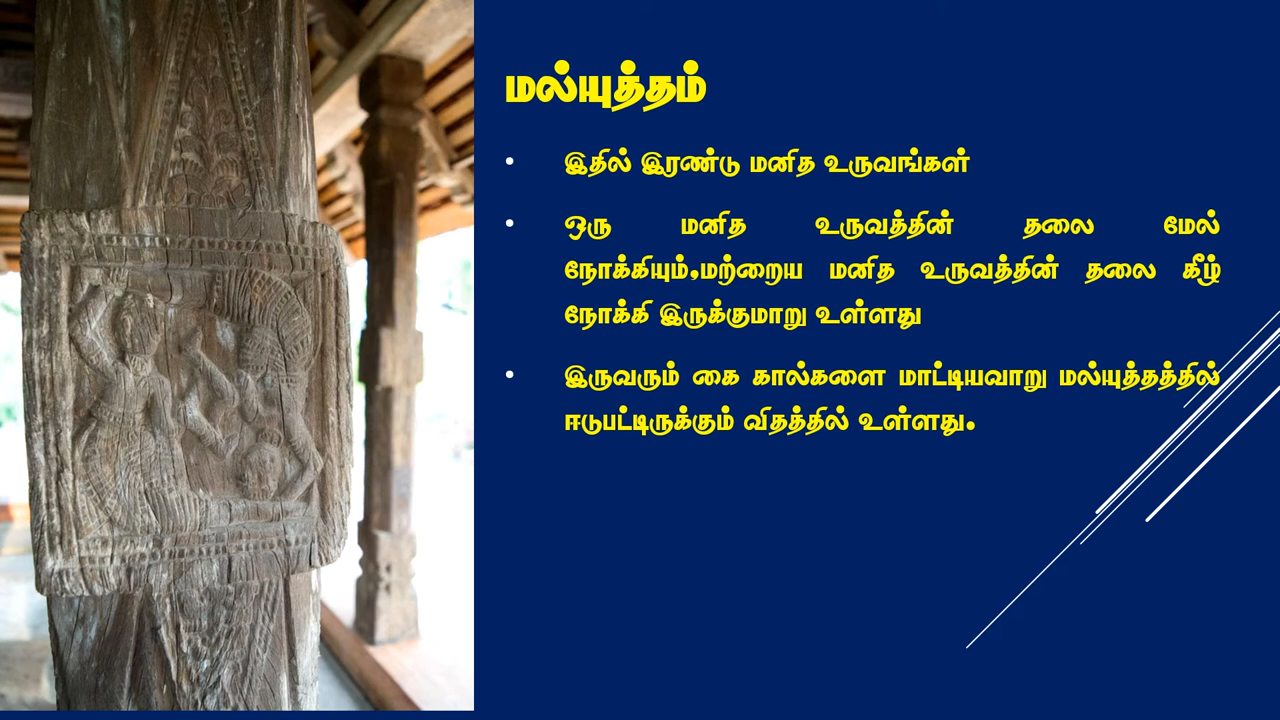 மல்யுத்தம்
• இதில் இரண்டு மனித உருவங்கள்
• ஒரு மனித உருவத்தின் தலை மேல்
நோக்கியும்,மற்றைய மனித உருவத்தின் தலை கீழ்
நோக்கி இருக்குமாறு உள்ளது
• இருவரும் கை கால்களை மாட்டியவாறு மல்யுத்தத்தில்
ஈடுபட்டிருக்கும் விதத்தில் உள்ளது.